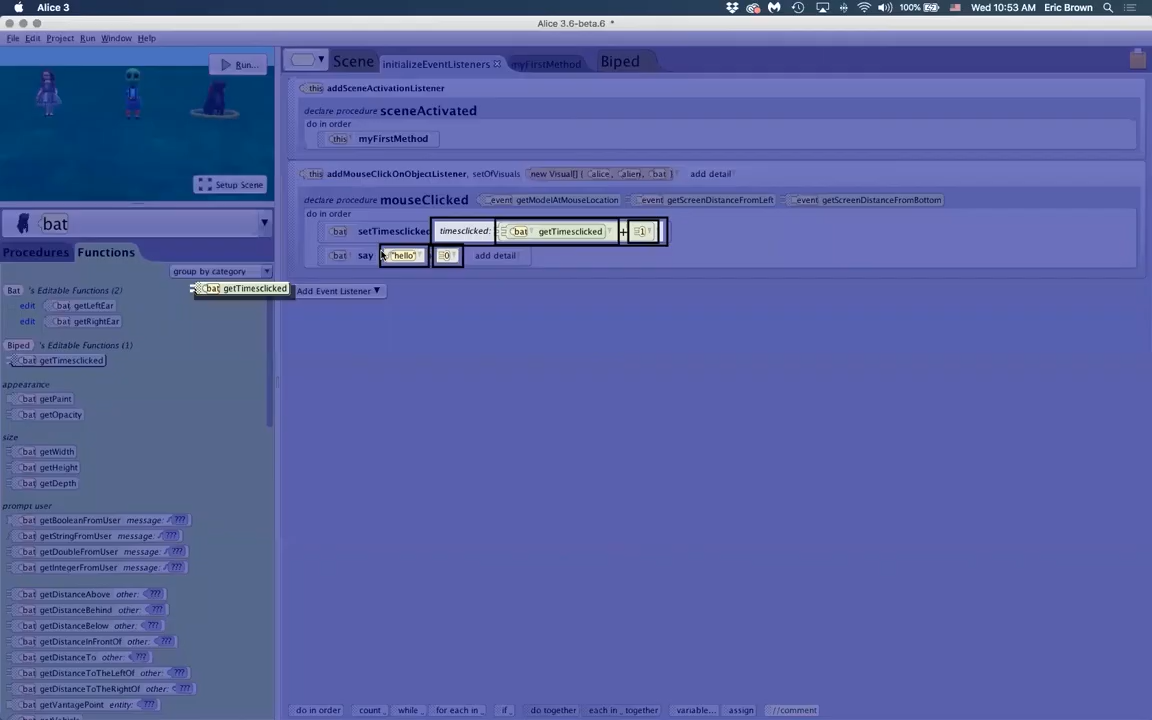 Alice 3 100% Wed 10:53 AM Eric Brown
Alice 3.6-beta.6 *
File Edit Project Run Window Help
Run...
Setup Scene
Scene initializeEventListeners myFirstMethod Biped
this addSceneActivationListener
declare procedure sceneActivated
do in order
this myFirstMethod
this addMouseClickOnObjectListener, setOfVisuals new Visual[] { alice, alien, bat } add detail
declare procedure mouseClicked event getModelAtMouseLocation event getScreenDistanceFromLeft event getScreenDistanceFromBottom
do in order
bat setTimesclicked timesclicked: bat getTimesclicked + 1
bat say "hello" 0 add detail
Add Event Listener
bat
Procedures Functions
group by category
bat getTimesclicked
Bat 's Editable Functions (2)
edit bat getLeftEar
edit bat getRightEar
Biped 's Editable Functions (1)
bat getTimesclicked
appearance
bat getPaint
bat getOpacity
size
bat getWidth
bat getHeight
bat getDepth
prompt user
bat getBooleanFromUser message: ???
bat getStringFromUser message: ???
bat getDoubleFromUser message: ???
bat getIntegerFromUser message: ???
bat getDistanceAbove other: ???
bat getDistanceBehind other: ???
bat getDistanceBelow other: ???
bat getDistanceInFrontOf other: ???
bat getDistanceTo other: ???
bat getDistanceToTheLeftOf other: ???
bat getDistanceToTheRightOf other: ???
bat getVantagePoint entity: ???
do in order count_ while_ for each in_ if_ do together each in_ together variable... assign //comment